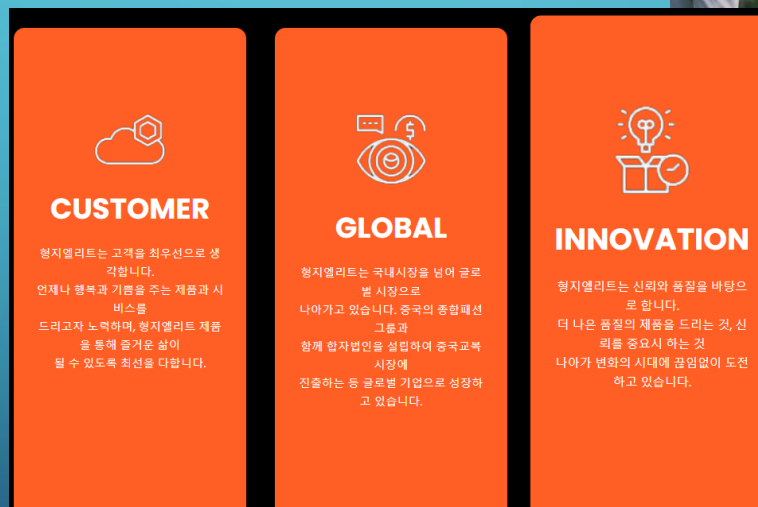 CUSTOMER
형지엘리트는 고객을 최우선으로 생
각합니다.
언제나 행복과 기쁨을 주는 제품과 서
비스를
드리고자 노력하며, 형지엘리트 제품
을 통해 즐거운 삶이
될 수 있도록 최선을 다합니다.
$
GLOBAL
형지엘리트는 국내시장을 넘어 글로
벌 시장으로
나아가고 있습니다. 중국의 종합패션
그룹과
함께 합자법인을 설립하여 중국교복
시장에
진출하는 등 글로벌 기업으로 성장하
고 있습니다.
INNOVATION
형지엘리트는 신뢰와 품질을 바탕으
로 합니다.
더 나은 품질의 제품을 드리는 것, 신
뢰를 중요시 하는 것
나아가 변화의 시대에 끊임없이 도전
하고 있습니다.